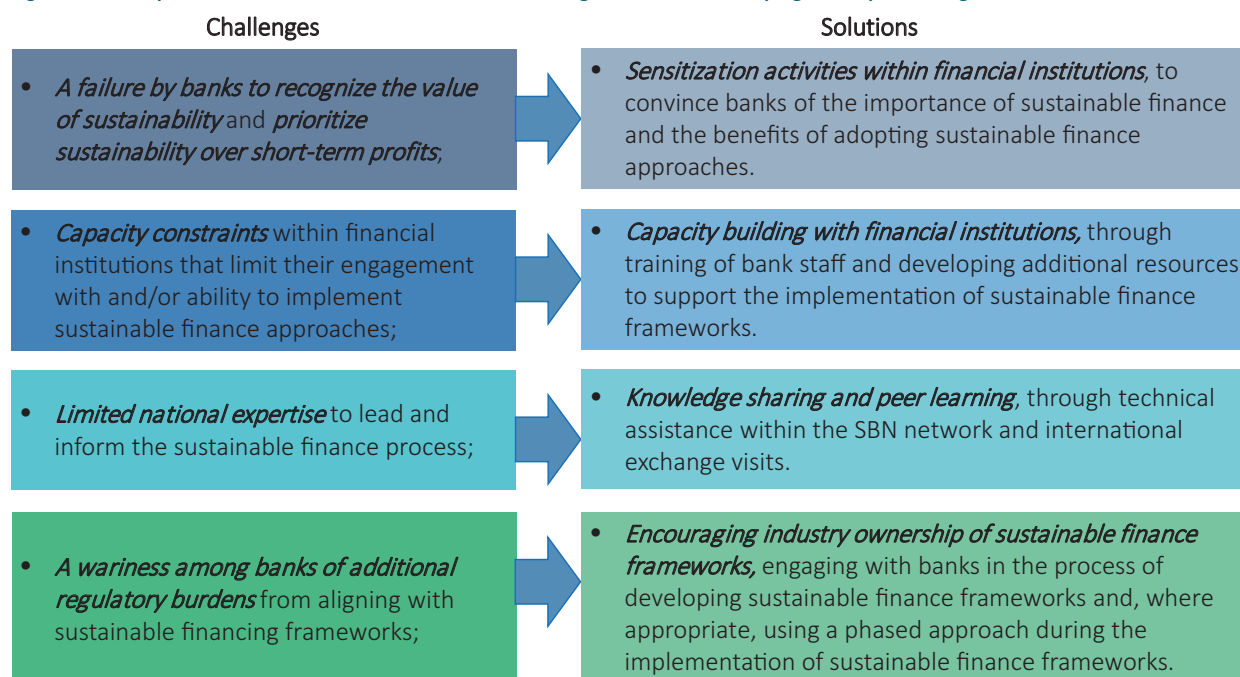 Challenges
Solutions
• A failure by banks to recognize the value
of sustainability and prioritize
sustainability over short-term profits;
• Sensitization activities within financial institutions, to
convince banks of the importance of sustainable finance
and the benefits of adopting sustainable finance
approaches.
• Capacity constraints within financial
institutions that limit their engagement
with and/or ability to implement
sustainable finance approaches;
• Capacity building with financial institutions, through
training of bank staff and developing additional resources
to support the implementation of sustainable finance
frameworks.
• Limited national expertise to lead and
inform the sustainable finance process;
• Knowledge sharing and peer learning, through technical
assistance within the SBN network and international
exchange visits.
• A wariness among banks of additional
regulatory burdens from aligning with
sustainable financing frameworks;
• Encouraging industry ownership of sustainable finance
frameworks, engaging with banks in the process of
developing sustainable finance frameworks and, where
appropriate, using a phased approach during the
implementation of sustainable finance frameworks.